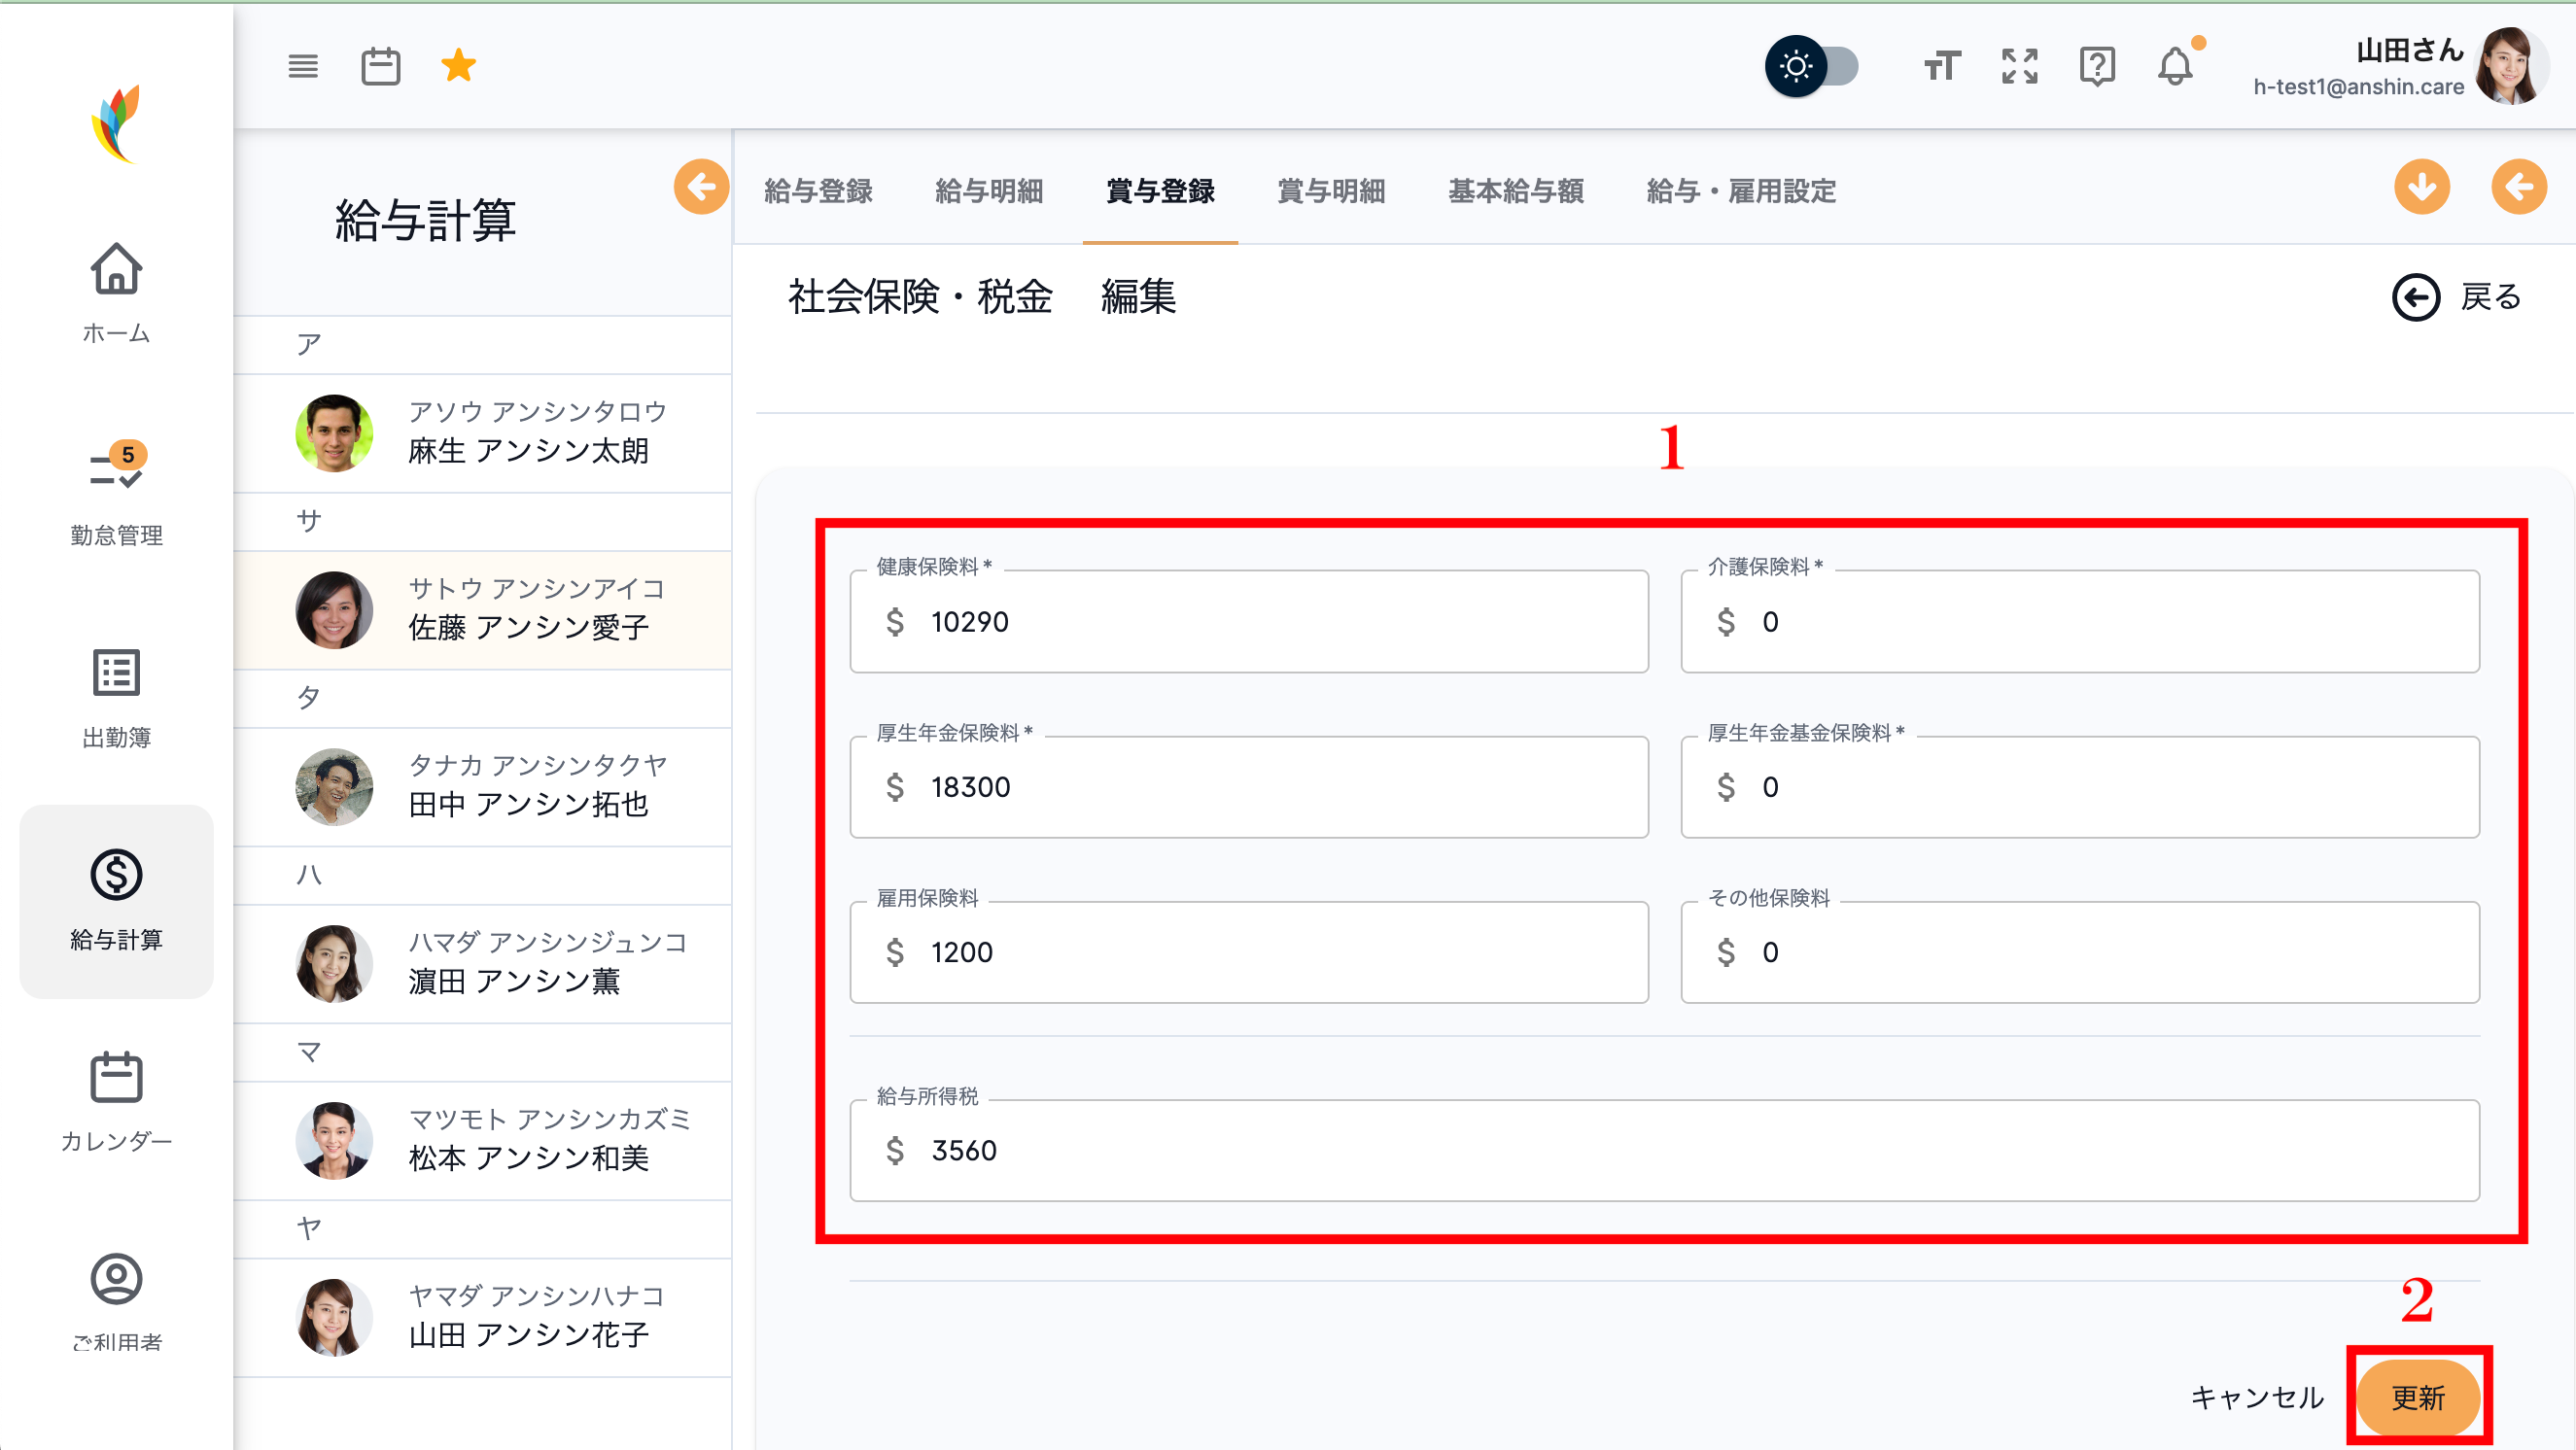 山田さん
h-test1@anshin.care
ホーム
5
勤怠管理
出勤簿
給与計算
カレンダー
ご利用者
給与計算
ア
アソウ アンシンタロウ
麻生 アンシン太朗
サ
サトウ アンシンアイコ
佐藤 アンシン愛子
タ
タナカ アンシンタクヤ
田中 アンシン拓也
ハ
ハマダ アンシンジュンコ
濵田 アンシン薫
マ
マツモト アンシンカズミ
松本 アンシン和美
ヤ
ヤマダ アンシンハナコ
山田 アンシン花子
給与登録 給与明細 賞与登録 賞与明細 基本給与額 給与・雇用設定
社会保険・税金 編集
戻る
1
健康保険料 *
$ 10290
介護保険料 *
$ 0
厚生年金保険料 *
$ 18300
厚生年金基金保険料 *
$ 0
雇用保険料
$ 1200
その他保険料
$ 0
給与所得税
$ 3560
2
キャンセル
更新